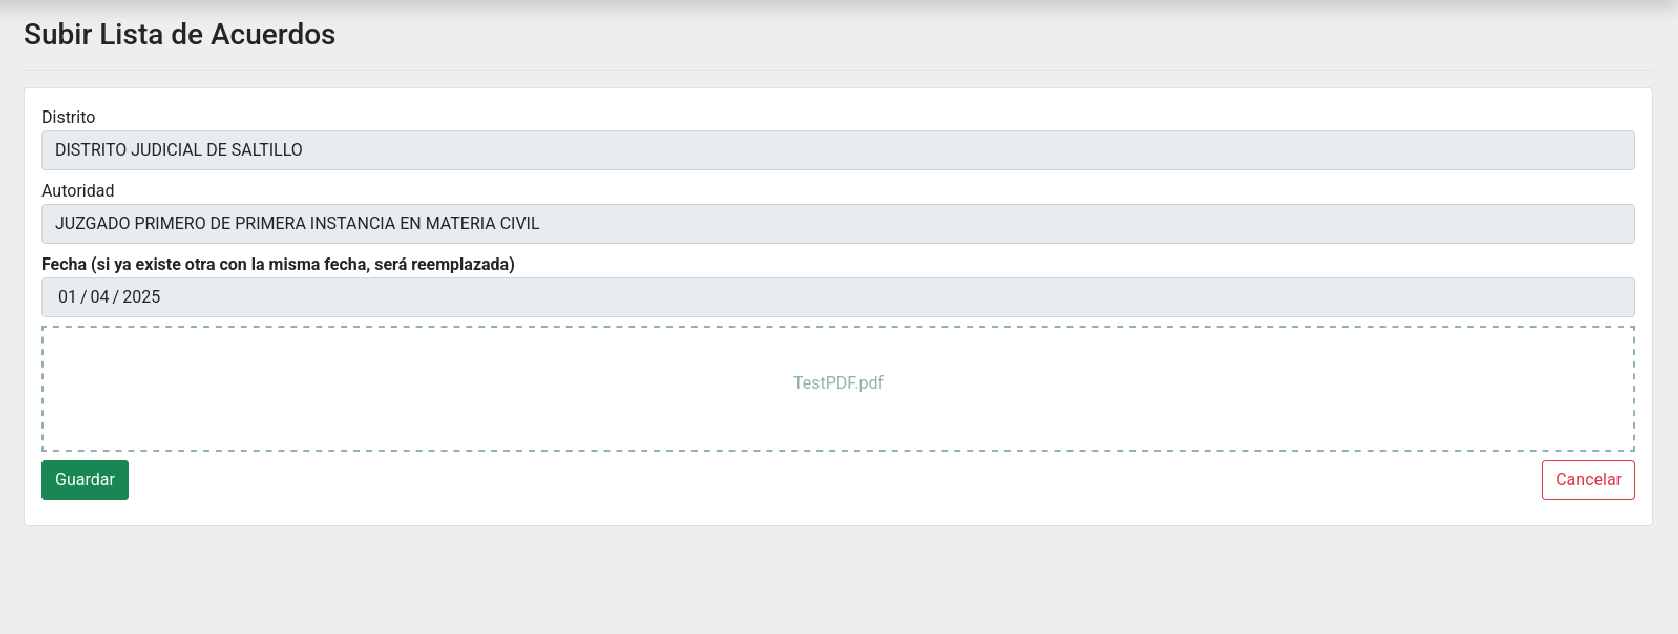 Subir Lista de Acuerdos
Distrito
DISTRITO JUDICIAL DE SALTILLO
Autoridad
JUZGADO PRIMERO DE PRIMERA INSTANCIA EN MATERIA CIVIL
Fecha (si ya existe otra con la misma fecha, será reemplazada)
01 / 04 / 2025
TestPDF.pdf
Guardar
Cancelar